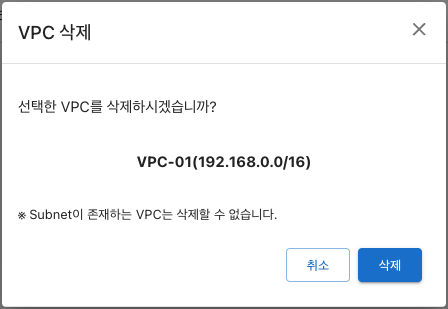 VPC 삭제
선택한 VPC를 삭제하시겠습니까?
VPC-01(192.168.0.0/16)
※ Subnet이 존재하는 VPC는 삭제할 수 없습니다.
취소 삭제